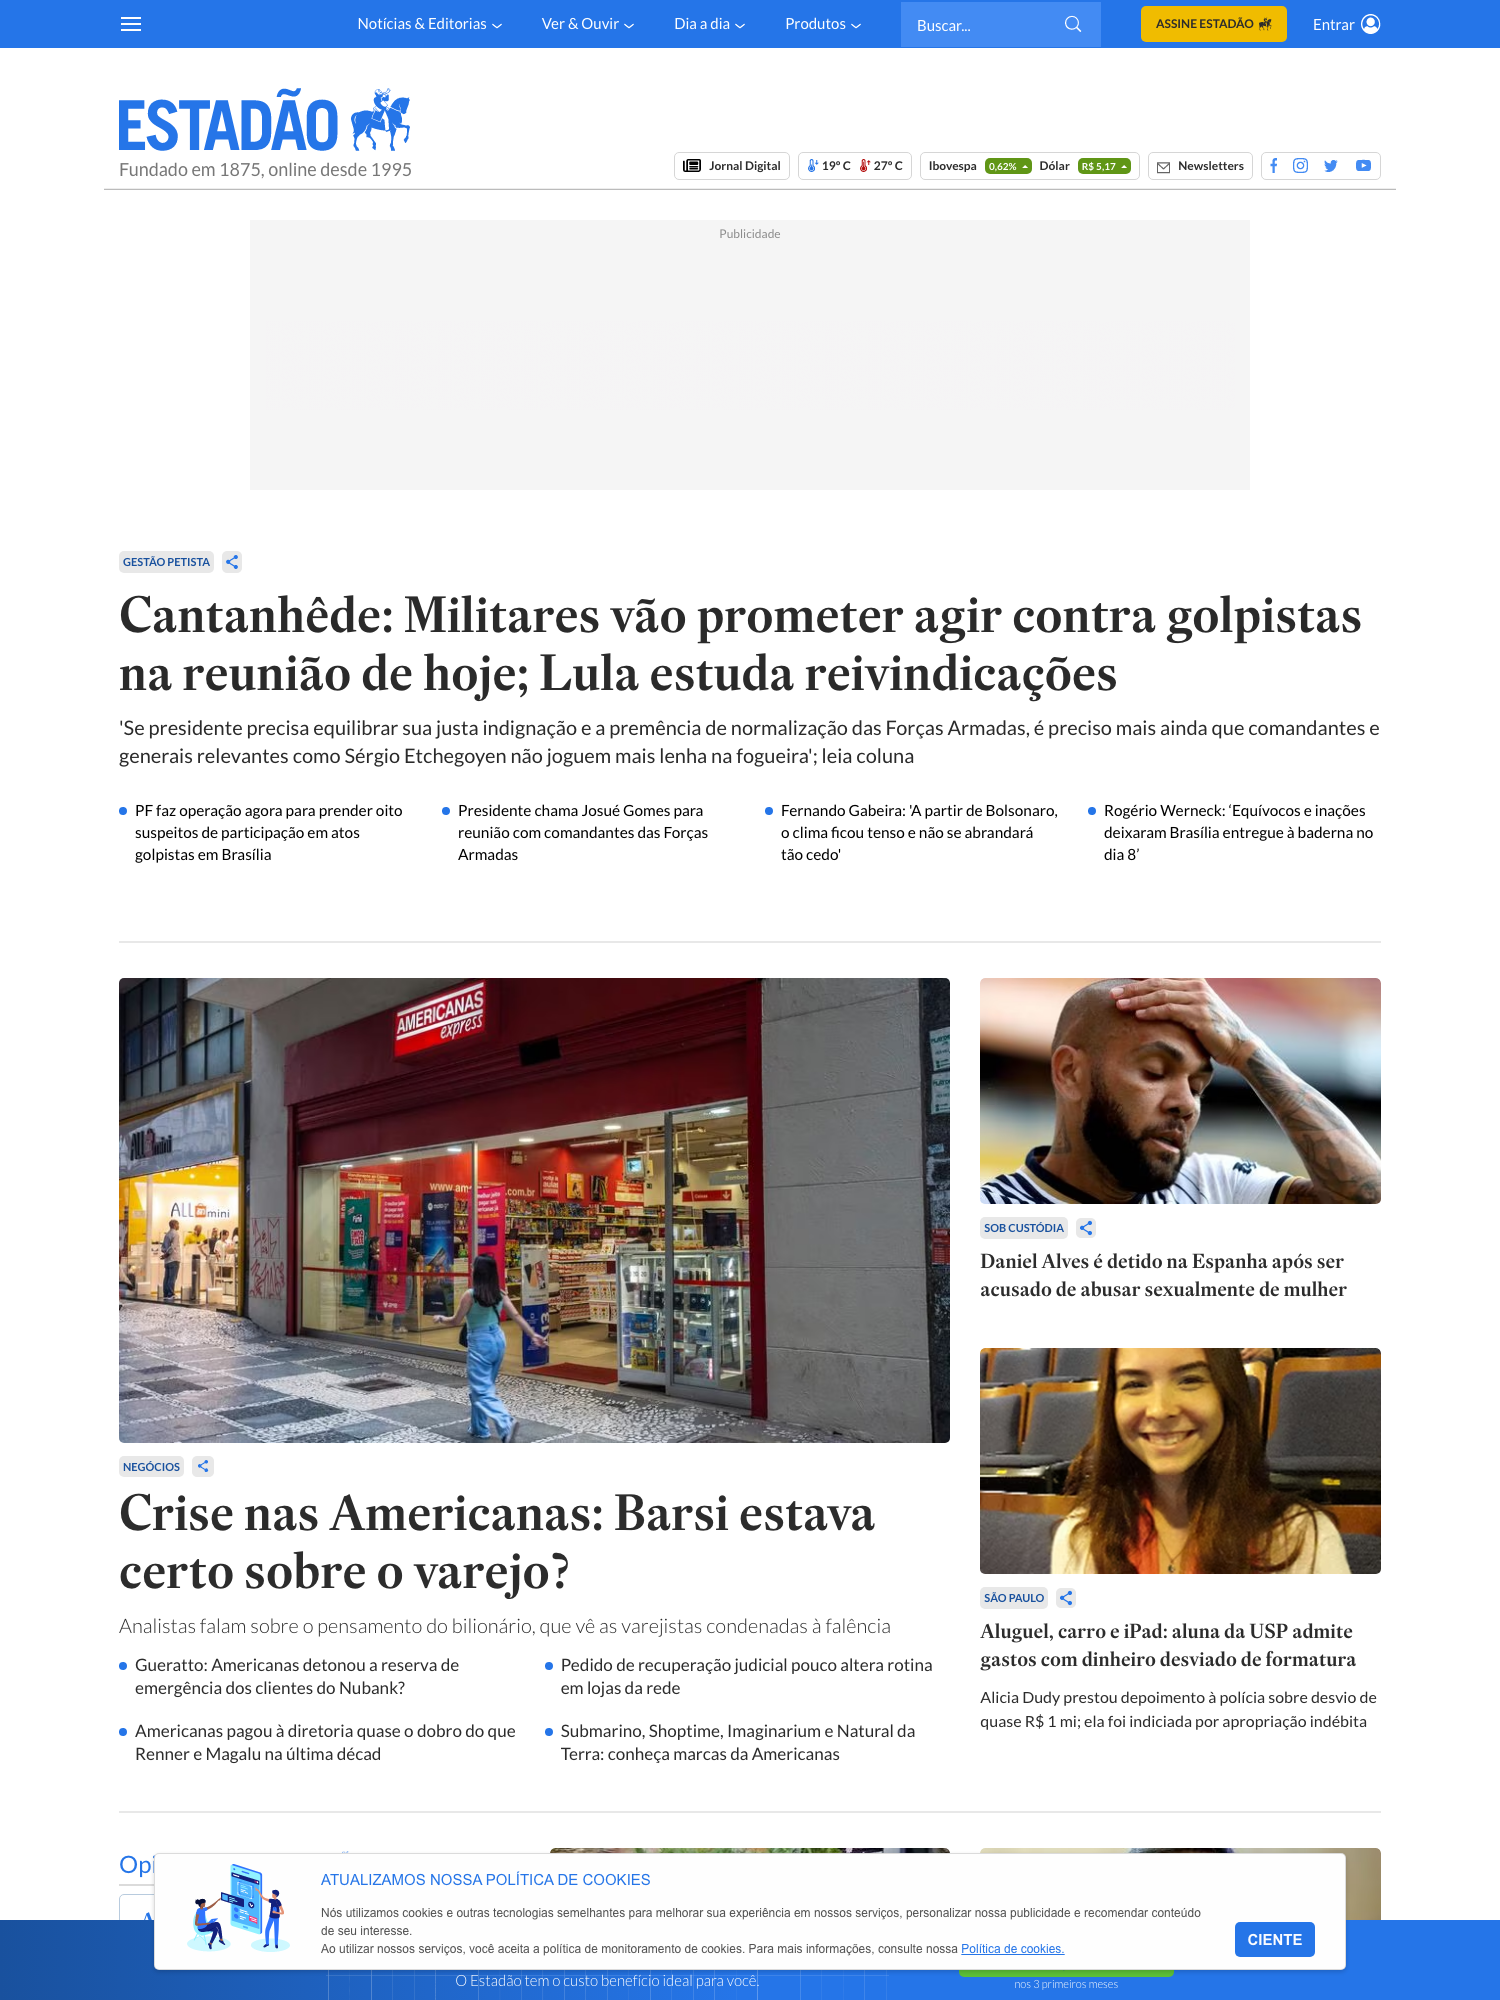 Notícias & Editorias
Ver & Ouvir
Dia a dia
Produtos
Buscar...
ASSINE ESTADÃO
Entrar
ESTADÃO
Fundado em 1875, online desde 1995
Jornal Digital
19º C 27º C
Ibovespa 0,62% Dólar R$ 5,17
Newsletters
Publicidade
GESTÃO PETISTA
Cantanhêde: Militares vão prometer agir contra golpistas
na reunião de hoje; Lula estuda reivindicações
'Se presidente precisa equilibrar sua justa indignação e a premência de normalização das Forças Armadas, é preciso mais ainda que comandantes e
generais relevantes como Sérgio Etchegoyen não joguem mais lenha na fogueira'; leia coluna
PF faz operação agora para prender oito
suspeitos de participação em atos
golpistas em Brasília
Presidente chama Josué Gomes para
reunião com comandantes das Forças
Armadas
Fernando Gabeira: 'A partir de Bolsonaro,
o clima ficou tenso e não se abrandará
tão cedo'
Rogério Werneck: ‘Equívocos e inações
deixaram Brasília entregue à baderna no
dia 8’
AMERICANAS
express
ALL mini
NEGÓCIOS
Crise nas Americanas: Barsi estava
certo sobre o varejo?
Analistas falam sobre o pensamento do bilionário, que vê as varejistas condenadas à falência
Gueratto: Americanas detonou a reserva de
emergência dos clientes do Nubank?
Pedido de recuperação judicial pouco altera rotina
em lojas da rede
Americanas pagou à diretoria quase o dobro do que
Renner e Magalu na última décad
Submarino, Shoptime, Imaginarium e Natural da
Terra: conheça marcas da Americanas
SOB CUSTÓDIA
Daniel Alves é detido na Espanha após ser
acusado de abusar sexualmente de mulher
SÃO PAULO
Aluguel, carro e iPad: aluna da USP admite
gastos com dinheiro desviado de formatura
Alicia Dudy prestou depoimento à polícia sobre desvio de
quase R$ 1 mi; ela foi indiciada por apropriação indébita
Opi
ATUALIZAMOS NOSSA POLÍTICA DE COOKIES
Nós utilizamos cookies e outras tecnologias semelhantes para melhorar sua experiência em nossos serviços, personalizar nossa publicidade e recomendar conteúdo
de seu interesse.
Ao utilizar nossos serviços, você aceita a política de monitoramento de cookies. Para mais informações, consulte nossa Política de cookies.
CIENTE
O Estadão tem o custo benefício ideal para você.
nos 3 primeiros meses